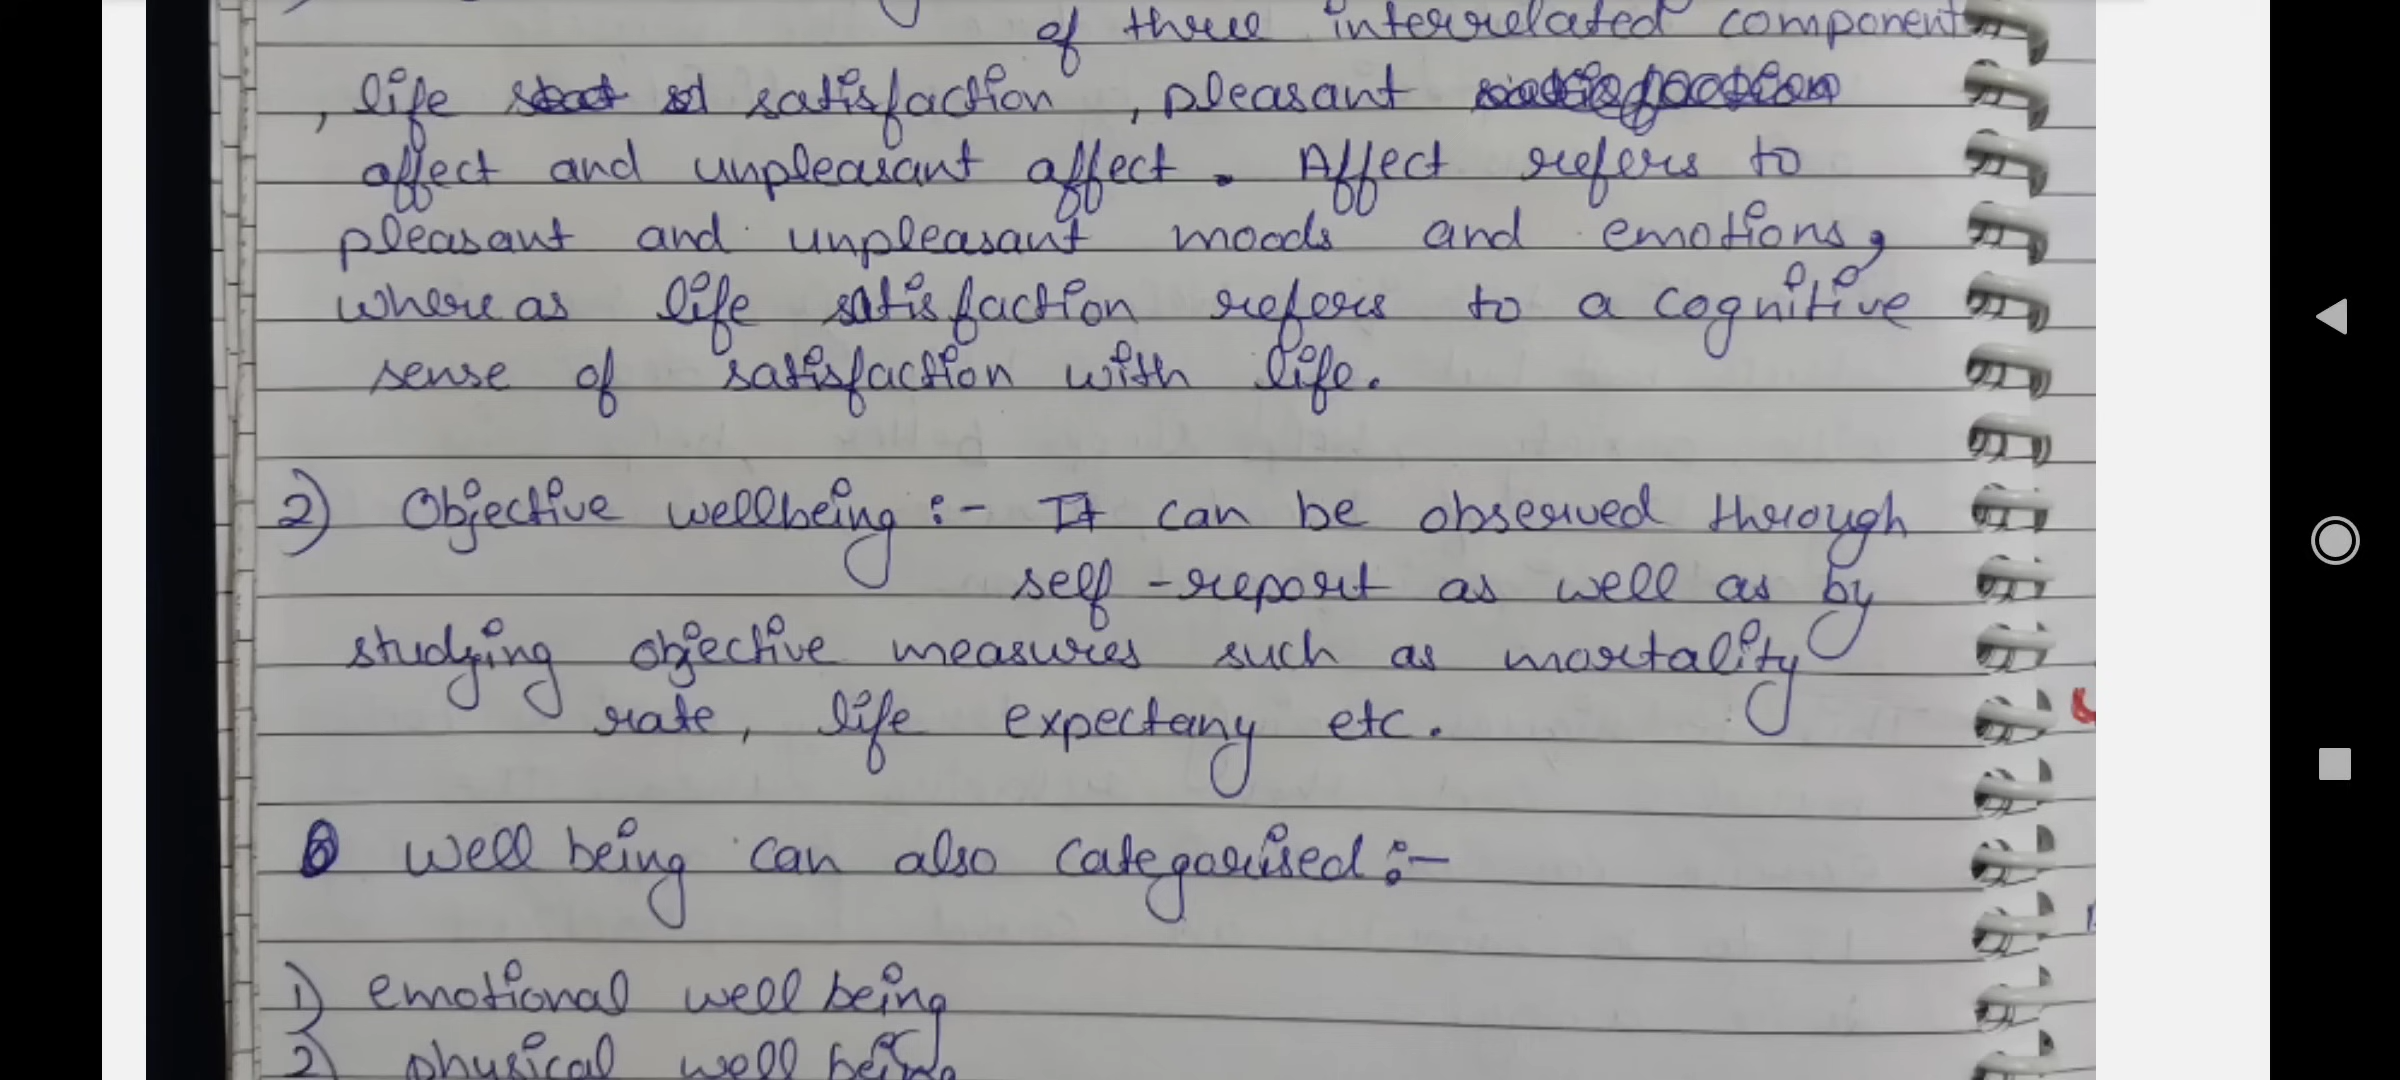 of three interrelated component
, life satisfaction, pleasant
affect and unpleasant affect. Affect refers to
pleasant and unpleasant moods and emotions,
where as life satisfaction refers to a cognitive
sense of satisfaction with life.
2) Objective wellbeing :- It can be observed through
self-report as well as by
studying objective measures such as mortality
rate, life expectany etc.
Well being can also categorised :-
1) emotional well being
2) physical well being